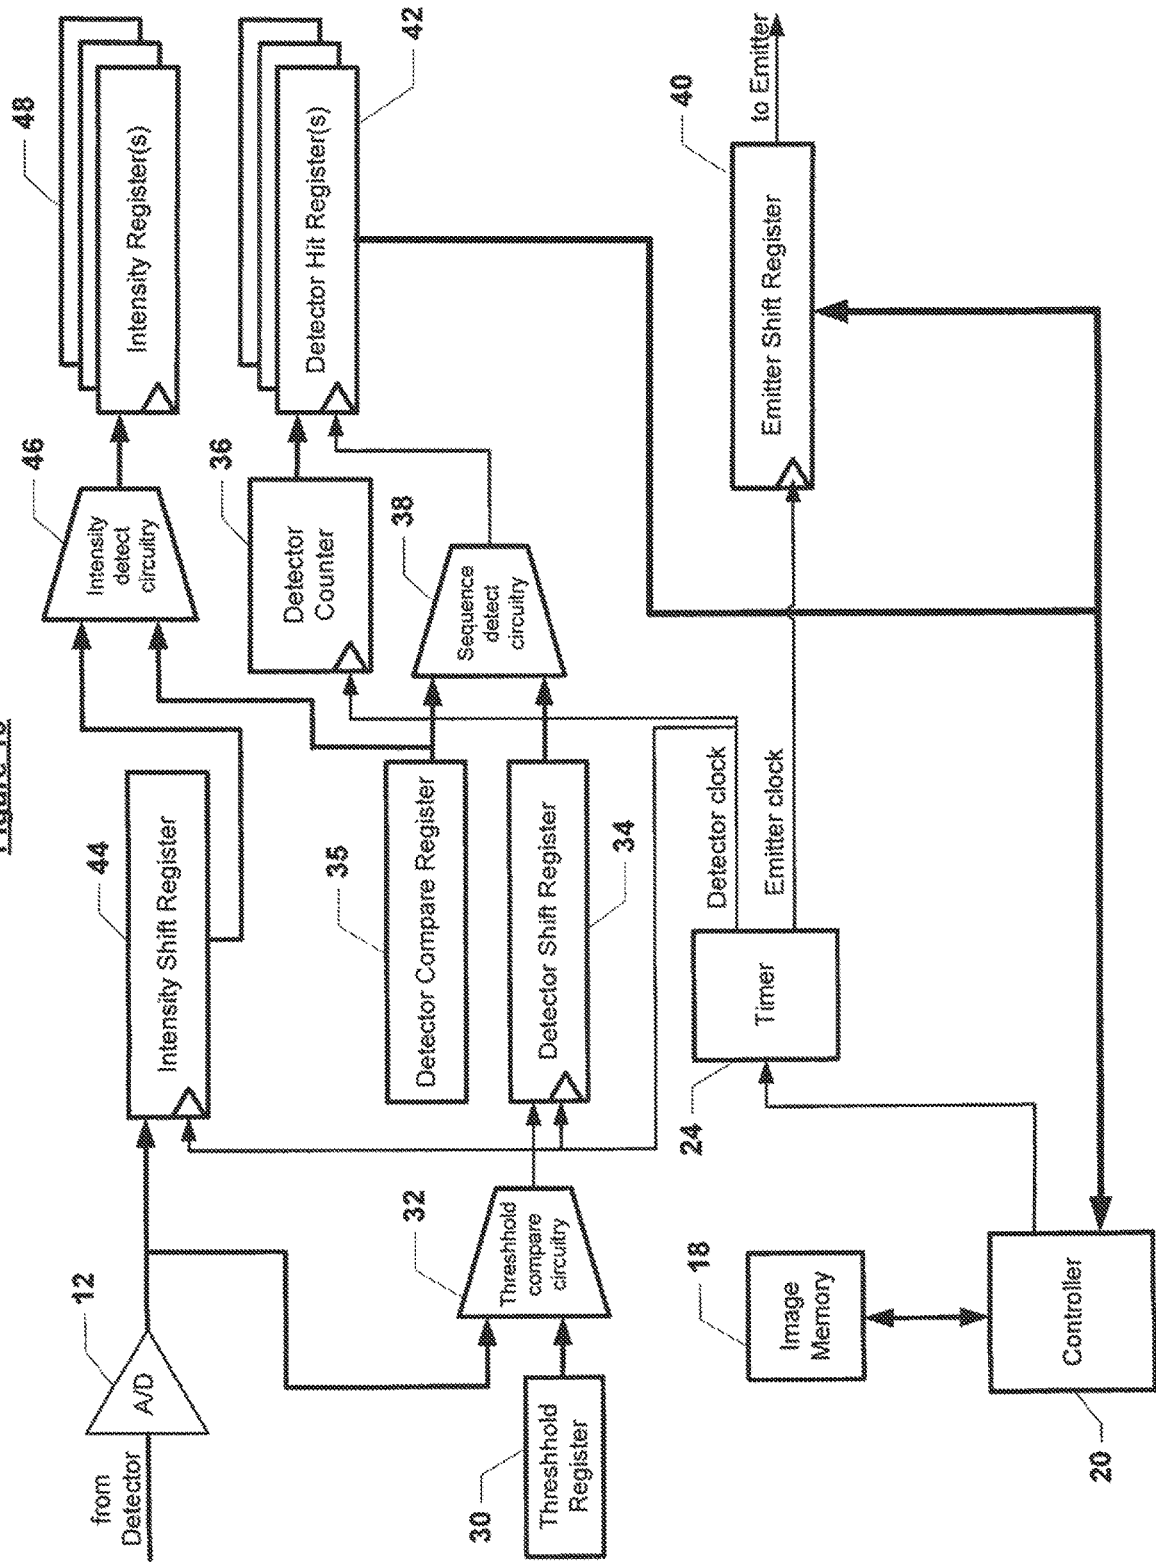 from
Detector
A/D
12
Intensity Shift Register
44
Intensity
detect
circuitry
46
Intensity Register(s)
48
Threshhold
Register
30
Threshhold
compare
circuitry
32
Detector Compare Register
35
Detector Shift Register
34
Detector
Counter
36
Sequence
detect
circuitry
38
Detector Hit Register(s)
42
Image
Memory
18
Controller
20
Timer
24
Detector clock
Emitter clock
Emitter Shift Register
40
to Emitter